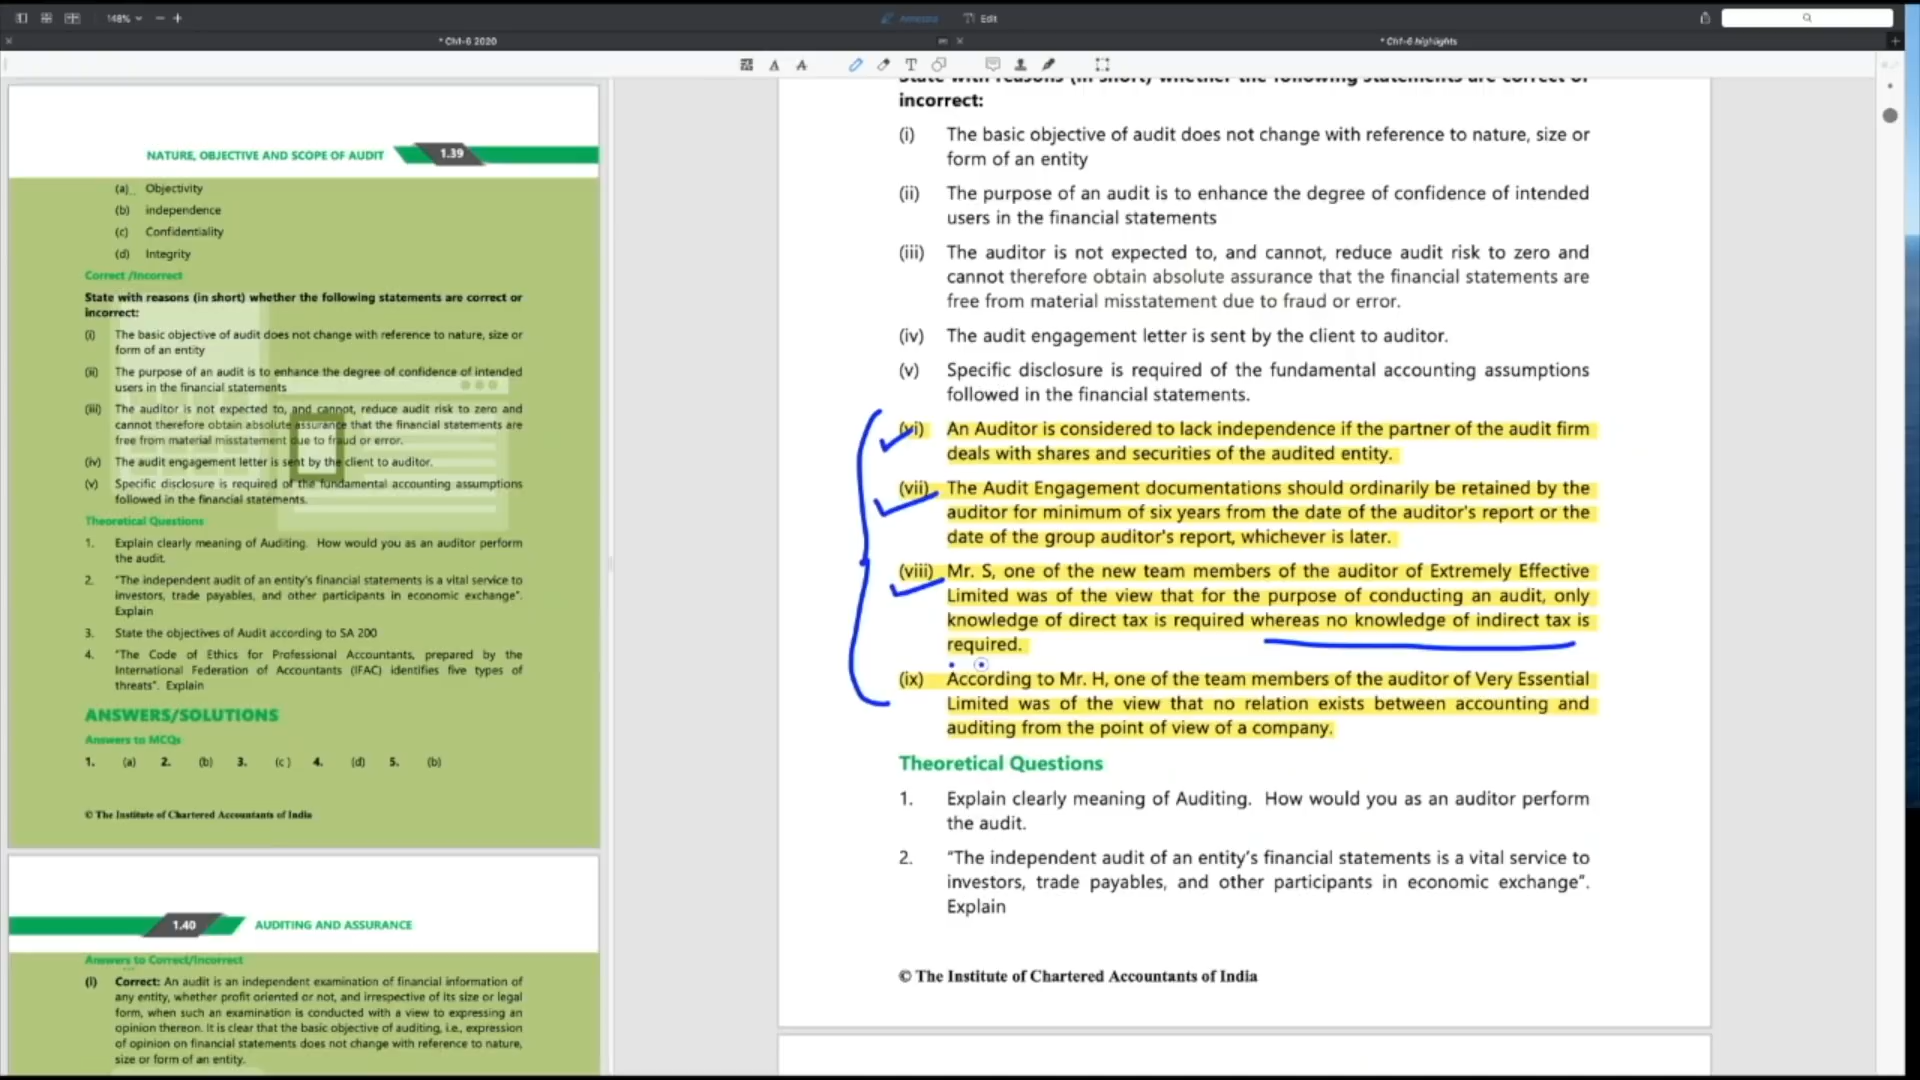 148%
Annotate
Edit
* Ch1-6 2020
* Ch1-6 highlights
NATURE, OBJECTIVE AND SCOPE OF AUDIT 1.39
(a) Objectivity
(b) independence
(c) Confidentiality
(d) Integrity
Correct /Incorrect
State with reasons (in short) whether the following statements are correct or
incorrect:
(i) The basic objective of audit does not change with reference to nature, size or
form of an entity
(ii) The purpose of an audit is to enhance the degree of confidence of intended
users in the financial statements
(iii) The auditor is not expected to, and cannot, reduce audit risk to zero and
cannot therefore obtain absolute assurance that the financial statements are
free from material misstatement due to fraud or error.
(iv) The audit engagement letter is sent by the client to auditor.
(v) Specific disclosure is required of the fundamental accounting assumptions
followed in the financial statements.
Theoretical Questions
1. Explain clearly meaning of Auditing. How would you as an auditor perform
the audit.
2. “The independent audit of an entity’s financial statements is a vital service to
investors, trade payables, and other participants in economic exchange”.
Explain
3. State the objectives of Audit according to SA 200
4. “The Code of Ethics for Professional Accountants, prepared by the
International Federation of Accountants (IFAC) identifies five types of
threats”. Explain
ANSWERS/SOLUTIONS
Answers to MCQs
1. (a) 2. (b) 3. (c ) 4. (d) 5. (b)
© The Institute of Chartered Accountants of India
1.40 AUDITING AND ASSURANCE
Answers to Correct/Incorrect
(i) Correct: An audit is an independent examination of financial information of
any entity, whether profit oriented or not, and irrespective of its size or legal
form, when such an examination is conducted with a view to expressing an
opinion thereon. It is clear that the basic objective of auditing, i.e., expression
of opinion on financial statements does not change with reference to nature,
size or form of an entity.
State with reasons (in short) whether the following statements are correct or
incorrect:
(i) The basic objective of audit does not change with reference to nature, size or
form of an entity
(ii) The purpose of an audit is to enhance the degree of confidence of intended
users in the financial statements
(iii) The auditor is not expected to, and cannot, reduce audit risk to zero and
cannot therefore obtain absolute assurance that the financial statements are
free from material misstatement due to fraud or error.
(iv) The audit engagement letter is sent by the client to auditor.
(v) Specific disclosure is required of the fundamental accounting assumptions
followed in the financial statements.
(vi) An Auditor is considered to lack independence if the partner of the audit firm
deals with shares and securities of the audited entity.
(vii) The Audit Engagement documentations should ordinarily be retained by the
auditor for minimum of six years from the date of the auditor's report or the
date of the group auditor's report, whichever is later.
(viii) Mr. S, one of the new team members of the auditor of Extremely Effective
Limited was of the view that for the purpose of conducting an audit, only
knowledge of direct tax is required whereas no knowledge of indirect tax is
required.
(ix) According to Mr. H, one of the team members of the auditor of Very Essential
Limited was of the view that no relation exists between accounting and
auditing from the point of view of a company.
Theoretical Questions
1. Explain clearly meaning of Auditing. How would you as an auditor perform
the audit.
2. “The independent audit of an entity’s financial statements is a vital service to
investors, trade payables, and other participants in economic exchange”.
Explain
© The Institute of Chartered Accountants of India